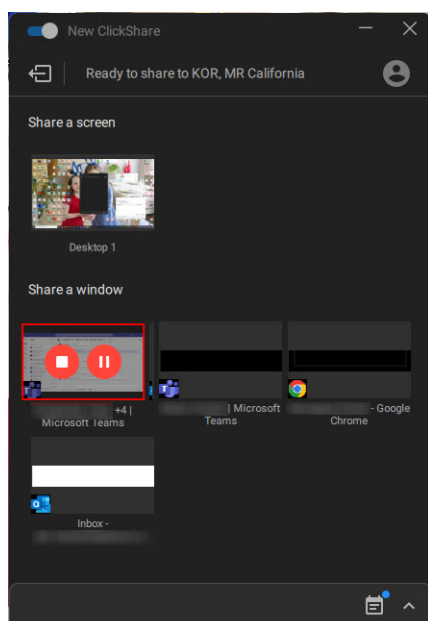 New ClickShare
Ready to share to KOR, MR California
Share a screen
Desktop 1
Share a window
+4 |
Microsoft Teams
| Microsoft
Teams
- Google
Chrome
Inbox -